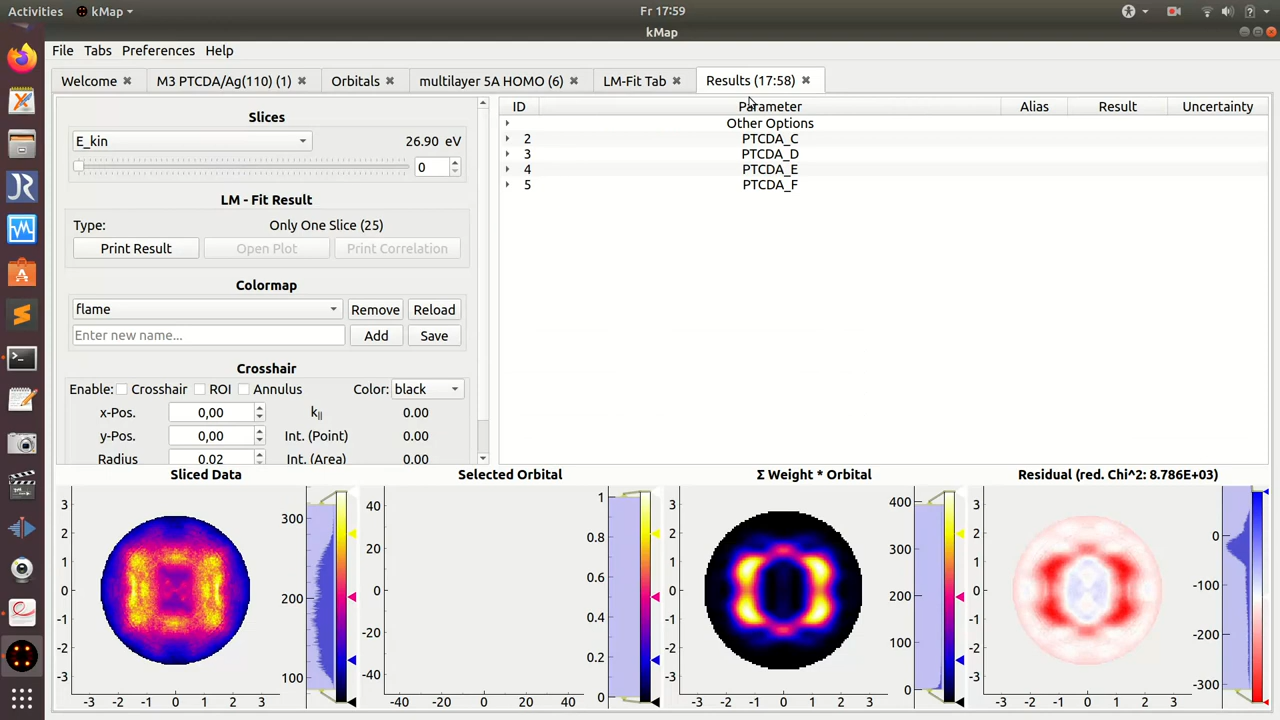 Activities kMap Fr 17:59
kMap
File Tabs Preferences Help
Welcome M3 PTCDA/Ag(110) (1) Orbitals multilayer 5A HOMO (6) LM-Fit Tab Results (17:58)
Slices
E_kin 26.90 eV
0
LM - Fit Result
Type: Only One Slice (25)
Print Result Open Plot Print Correlation
Colormap
flame Remove Reload
Enter new name... Add Save
Crosshair
Enable: Crosshair ROI Annulus Color: black
x-Pos. 0,00 k|| 0.00
y-Pos. 0,00 Int. (Point) 0.00
Radius 0.02 Int. (Area) 0.00
ID Parameter Alias Result Uncertainty
Other Options
2 PTCDA_C
3 PTCDA_D
4 PTCDA_E
5 PTCDA_F
Sliced Data
3
2
1
0
-1
-2
-3
-3 -2 -1 0 1 2 3
300
200
100
Selected Orbital
40
20
0
-20
-40
-40 -20 0 20 40
1
0.8
0.6
0.4
0.2
0
Σ Weight * Orbital
3
2
1
0
-1
-2
-3
-3 -2 -1 0 1 2 3
400
300
200
100
0
Residual (red. Chi^2: 8.786E+03)
3
2
1
0
-1
-2
-3
-3 -2 -1 0 1 2 3
0
-100
-200
-300